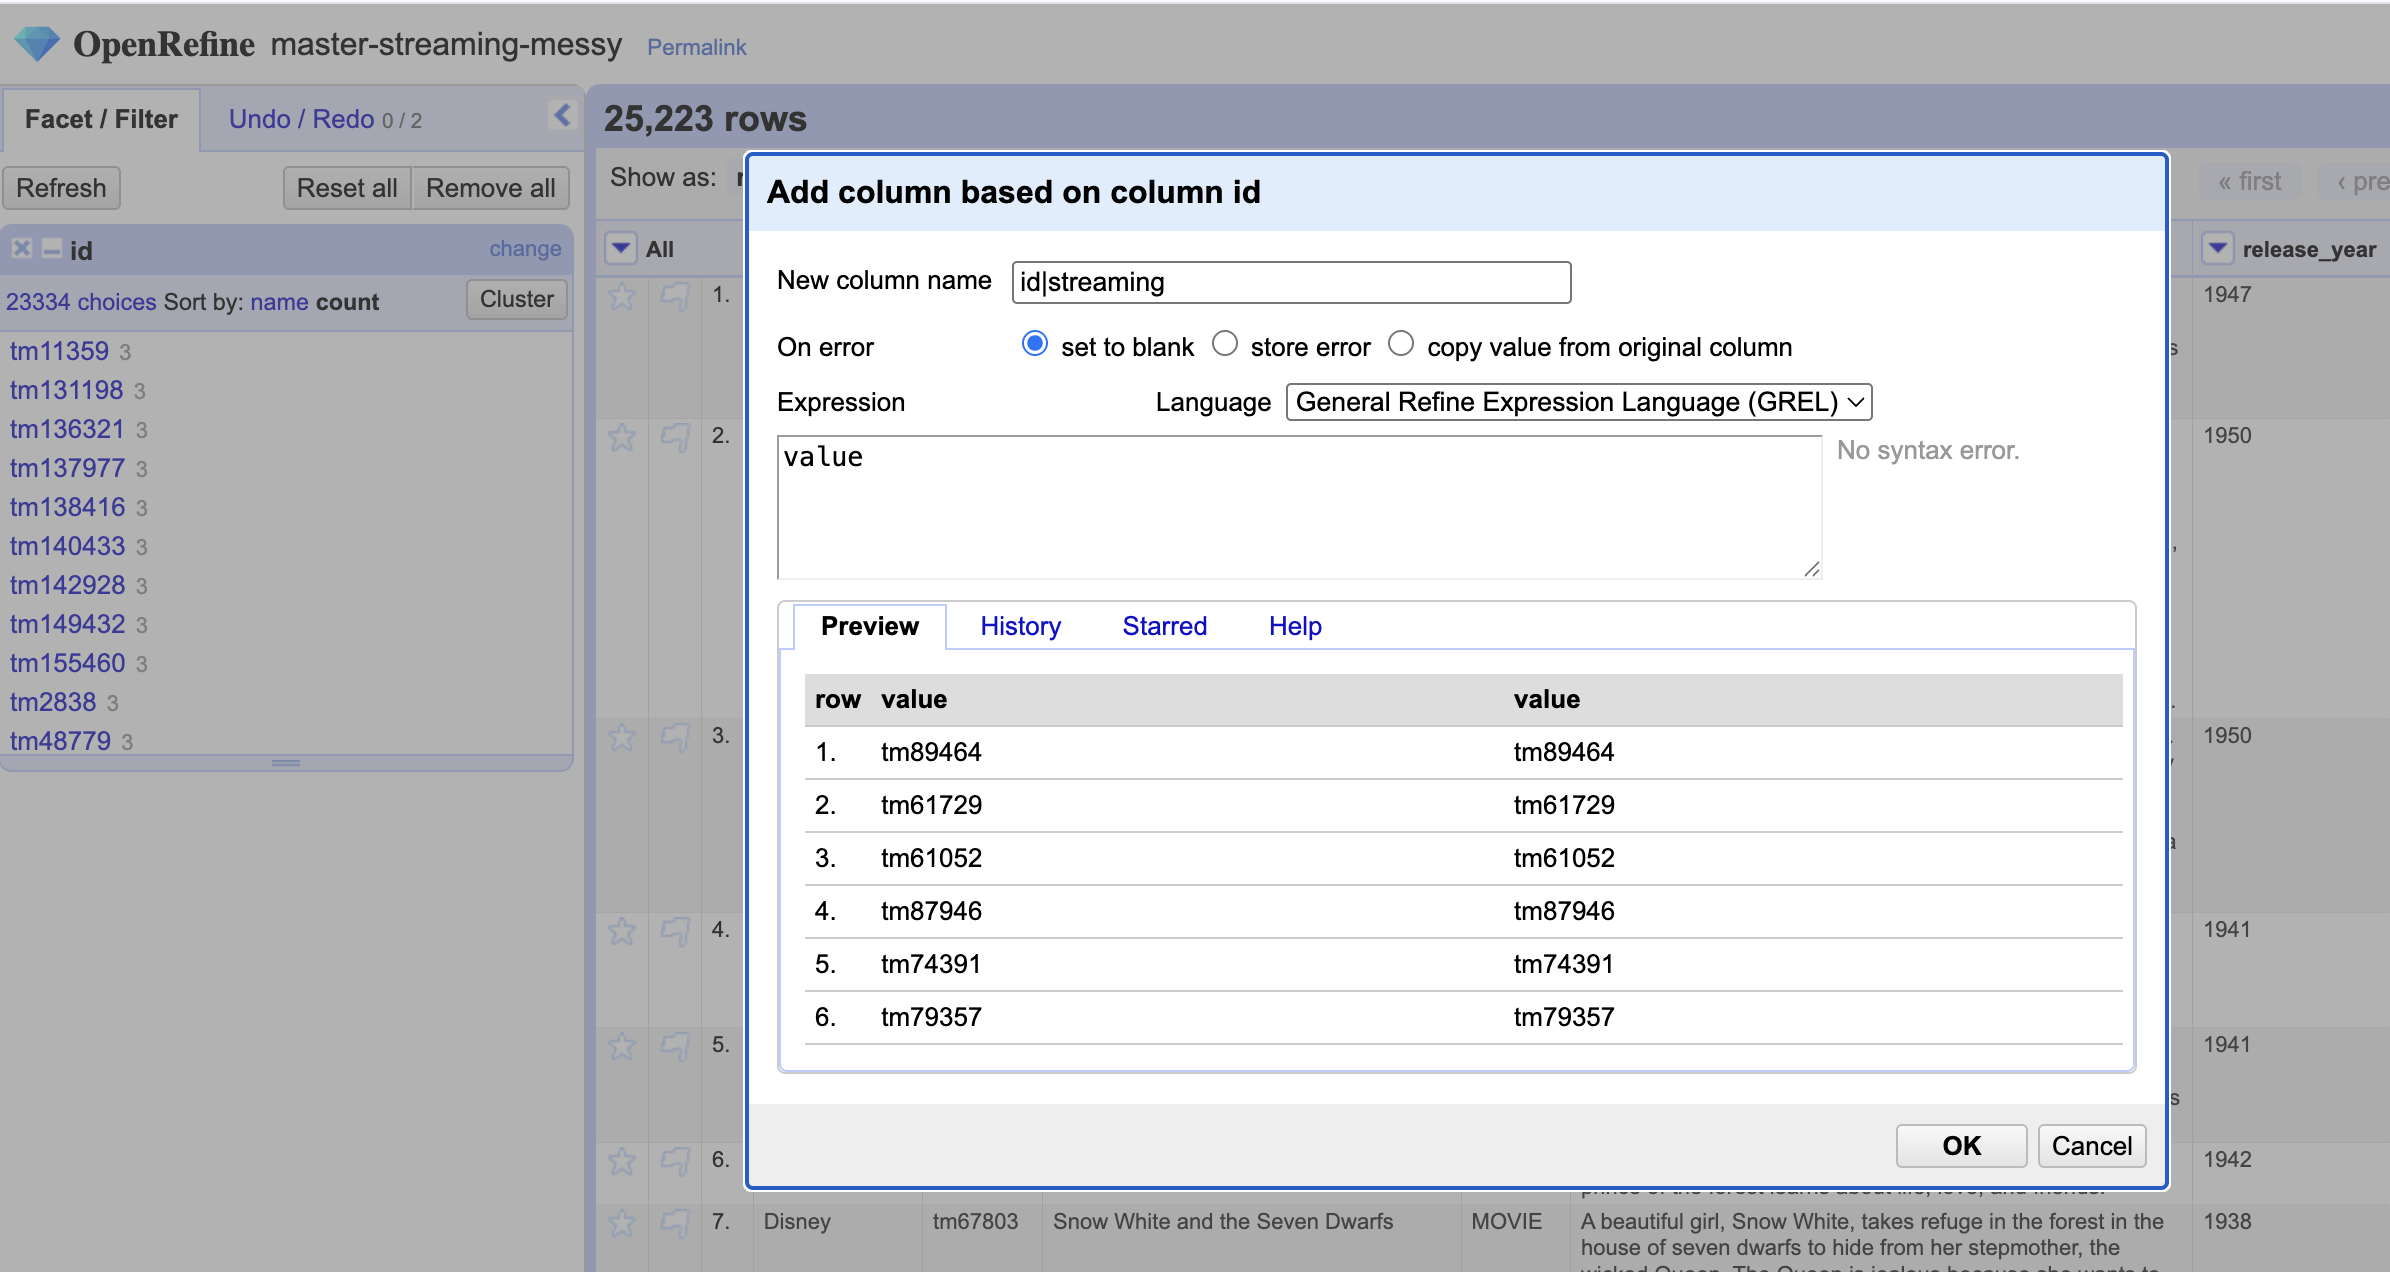 OpenRefine master-streaming-messy Permalink
Facet / Filter Undo / Redo 0 / 2
25,223 rows
Refresh Reset all Remove all
Show as:
« first ‹ pre
id change
23334 choices Sort by: name count Cluster
tm11359 3
tm131198 3
tm136321 3
tm137977 3
tm138416 3
tm140433 3
tm142928 3
tm149432 3
tm155460 3
tm2838 3
tm48779 3
All
release_year
1. 1947
2. 1950
3. 1950
4. 1941
5. 1941
6. 1942
Add column based on column id
New column name id|streaming
On error set to blank store error copy value from original column
Expression Language General Refine Expression Language (GREL)
value
No syntax error.
Preview History Starred Help
row value value
1. tm89464 tm89464
2. tm61729 tm61729
3. tm61052 tm61052
4. tm87946 tm87946
5. tm74391 tm74391
6. tm79357 tm79357
OK Cancel
7. Disney tm67803 Snow White and the Seven Dwarfs MOVIE A beautiful girl, Snow White, takes refuge in the forest in the 1938
house of seven dwarfs to hide from her stepmother, the